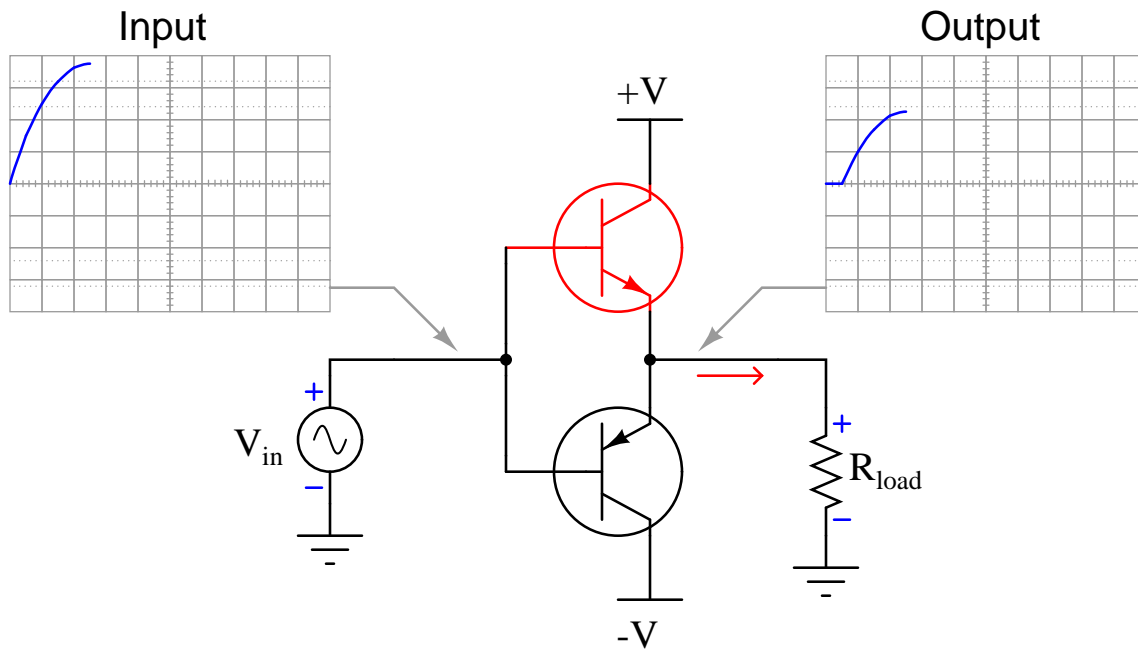 Input
Output
+V
+
V_in
−
+
R_load
−
-V